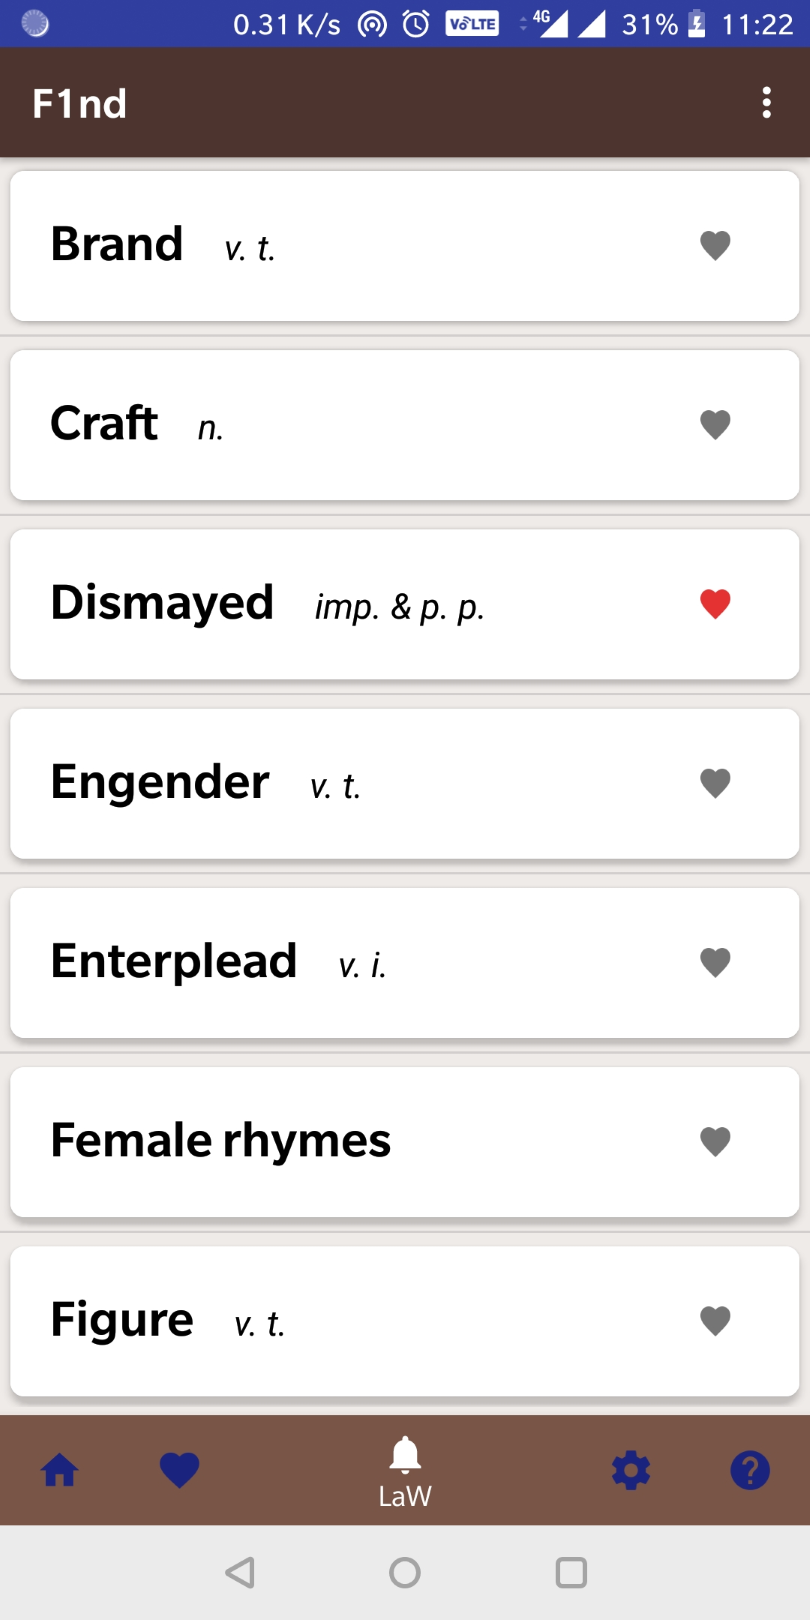 0.31 K/s VoLTE 4G 31% 11:22
F1nd
Brand v. t.
Craft n.
Dismayed imp. & p. p.
Engender v. t.
Enterplead v. i.
Female rhymes
Figure v. t.
LaW